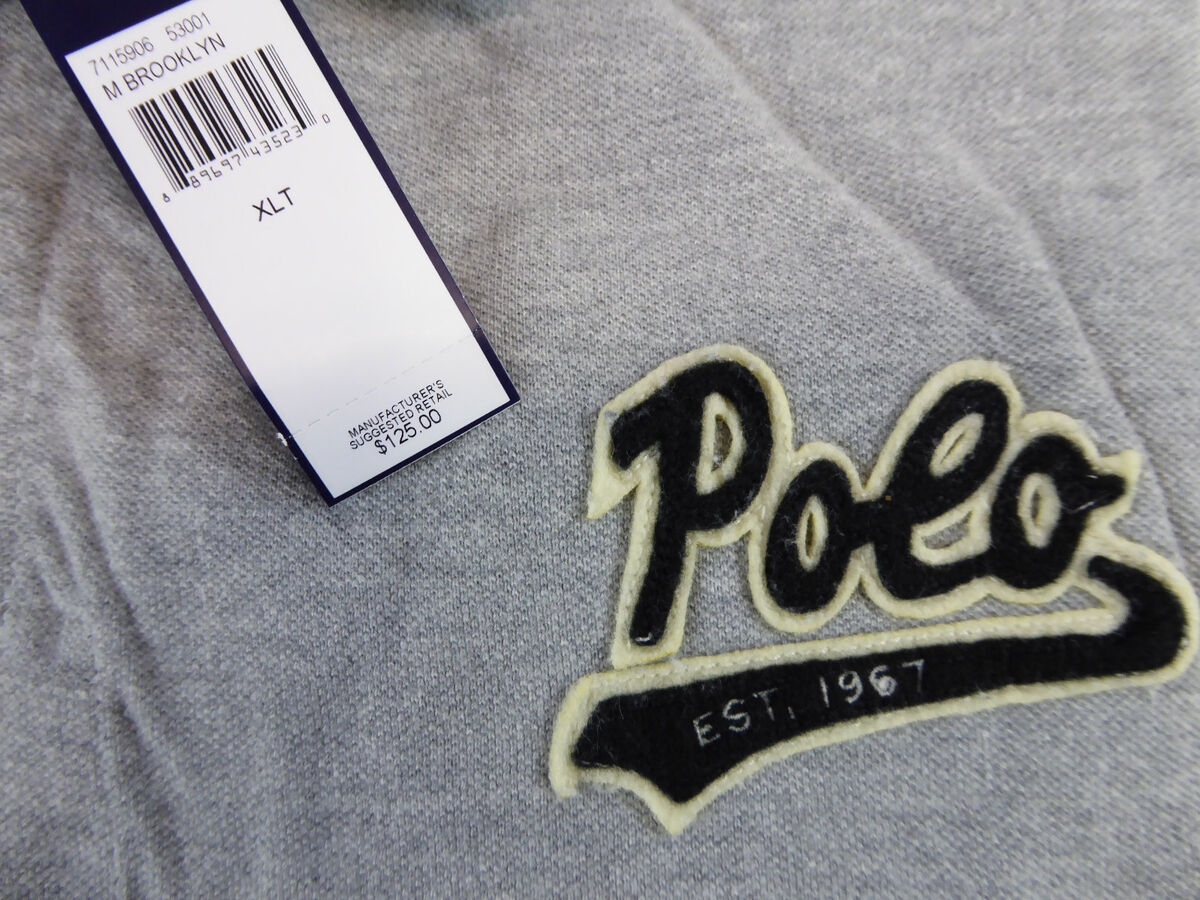 7115906 53001
M BROOKLYN
8 89697 43523 0
XLT
MANUFACTURER'S
SUGGESTED RETAIL
$125.00
Polo
EST. 1967